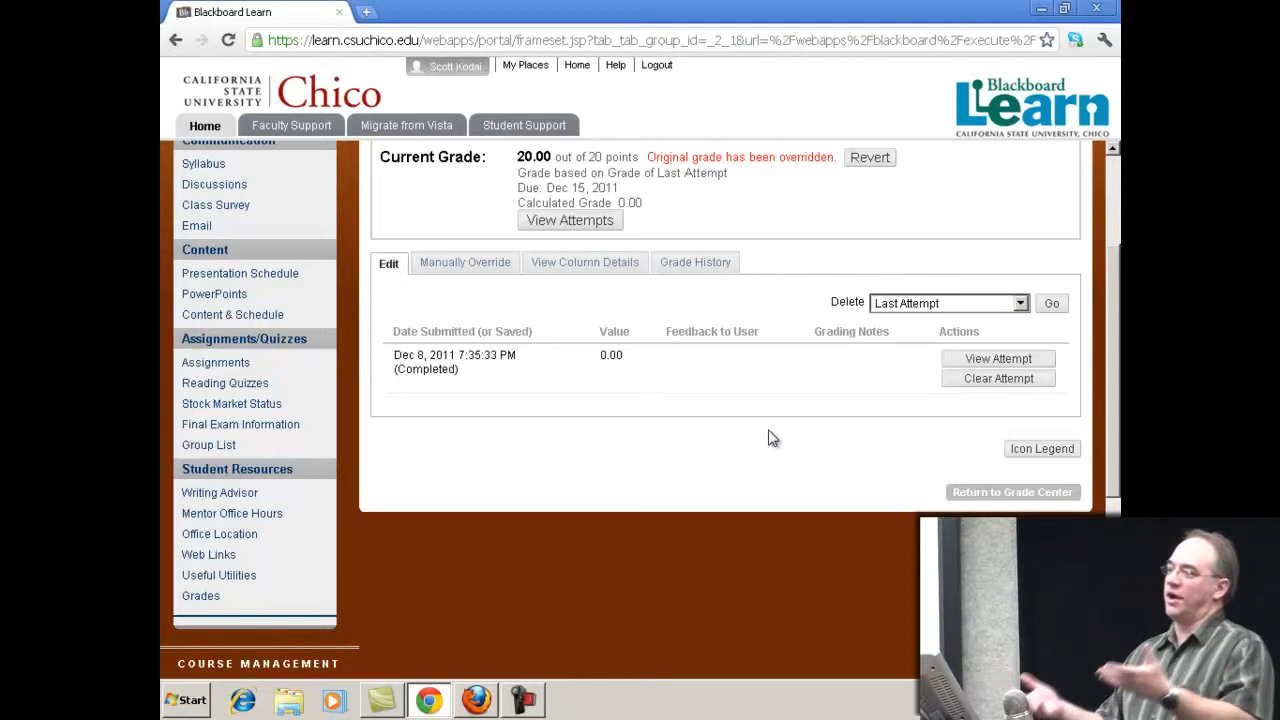 Blackboard Learn
https://learn.csuchico.edu/webapps/portal/frameset.jsp?tab_tab_group_id=_2_1&url=%2Fwebapps%2Fblackboard%2Fexecute%2F
Scott Kodai My Places Home Help Logout
CALIFORNIA
STATE
UNIVERSITY
Chico
Blackboard
Learn
CALIFORNIA STATE UNIVERSITY, CHICO
Home Faculty Support Migrate from Vista Student Support
Communication
Syllabus
Discussions
Class Survey
Email
Content
Presentation Schedule
PowerPoints
Content & Schedule
Assignments/Quizzes
Assignments
Reading Quizzes
Stock Market Status
Final Exam Information
Group List
Student Resources
Writing Advisor
Mentor Office Hours
Office Location
Web Links
Useful Utilities
Grades
COURSE MANAGEMENT
Current Grade: 20.00 out of 20 points Original grade has been overridden. Revert
Grade based on Grade of Last Attempt
Due: Dec 15, 2011
Calculated Grade 0.00
View Attempts
Edit Manually Override View Column Details Grade History
Delete Last Attempt Go
Date Submitted (or Saved) Value Feedback to User Grading Notes Actions
Dec 8, 2011 7:35:33 PM 0.00 View Attempt
(Completed) Clear Attempt
Icon Legend
Return to Grade Center
Start